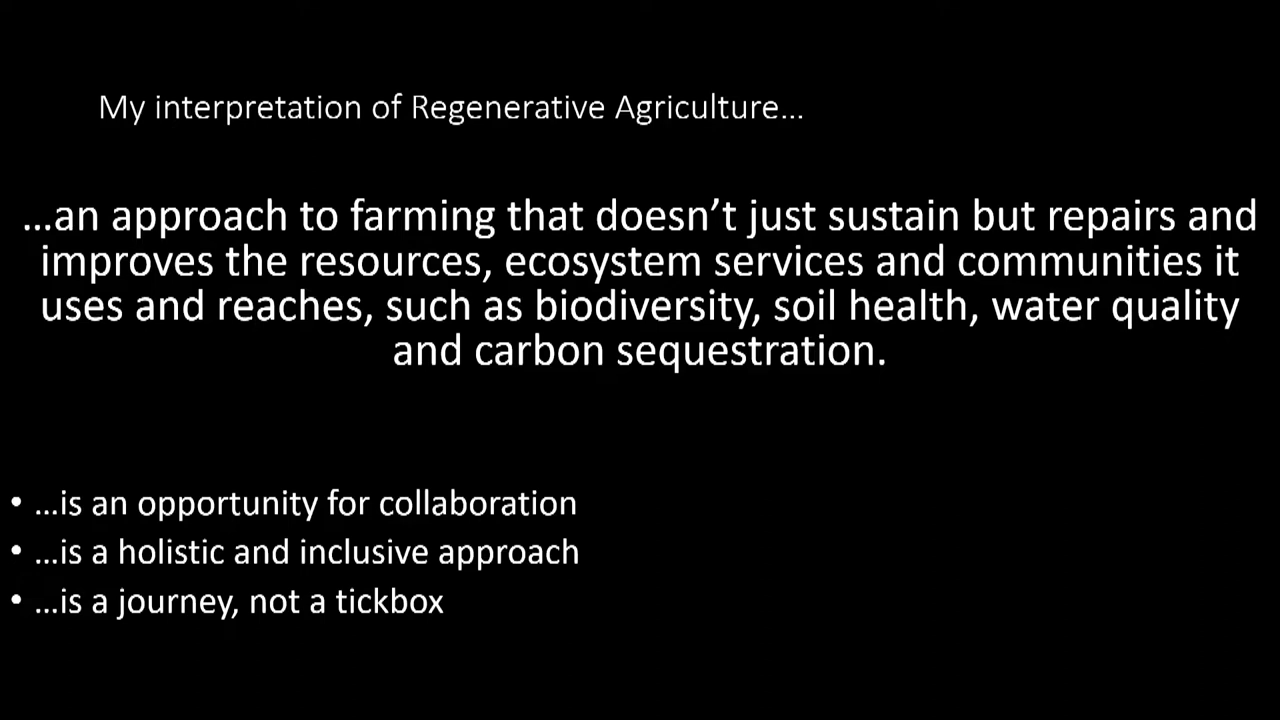 My interpretation of Regenerative Agriculture…
…an approach to farming that doesn’t just sustain but repairs and
improves the resources, ecosystem services and communities it
uses and reaches, such as biodiversity, soil health, water quality
and carbon sequestration.
• …is an opportunity for collaboration
• …is a holistic and inclusive approach
• …is a journey, not a tickbox